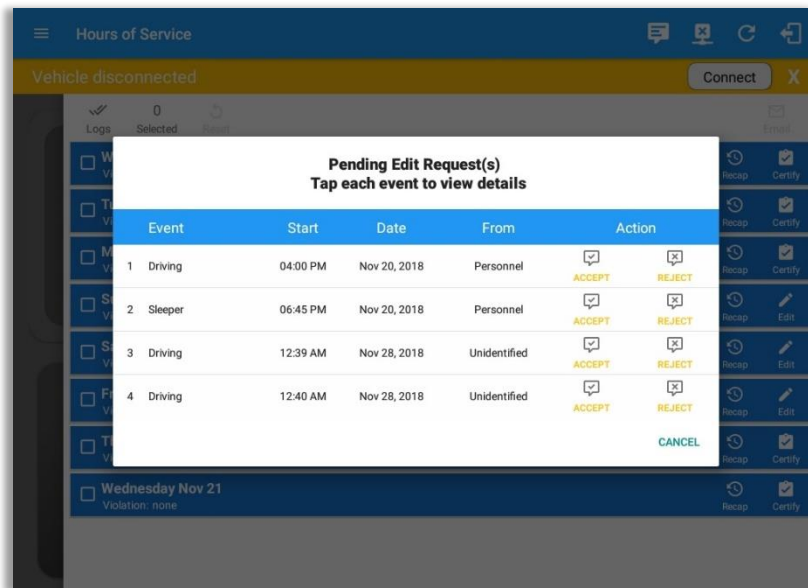 Hours of Service
Vehicle disconnected Connect X
Logs 0 Selected Reset Email
Recap Certify
Recap Certify
Recap Certify
Recap Edit
Recap Edit
Recap Edit
Recap Certify
Pending Edit Request(s)
Tap each event to view details
Event Start Date From Action
1 Driving 04:00 PM Nov 20, 2018 Personnel ACCEPT REJECT
2 Sleeper 06:45 PM Nov 20, 2018 Personnel ACCEPT REJECT
3 Driving 12:39 AM Nov 28, 2018 Unidentified ACCEPT REJECT
4 Driving 12:40 AM Nov 28, 2018 Unidentified ACCEPT REJECT
CANCEL
Wednesday Nov 21
Violation: none Recap Certify